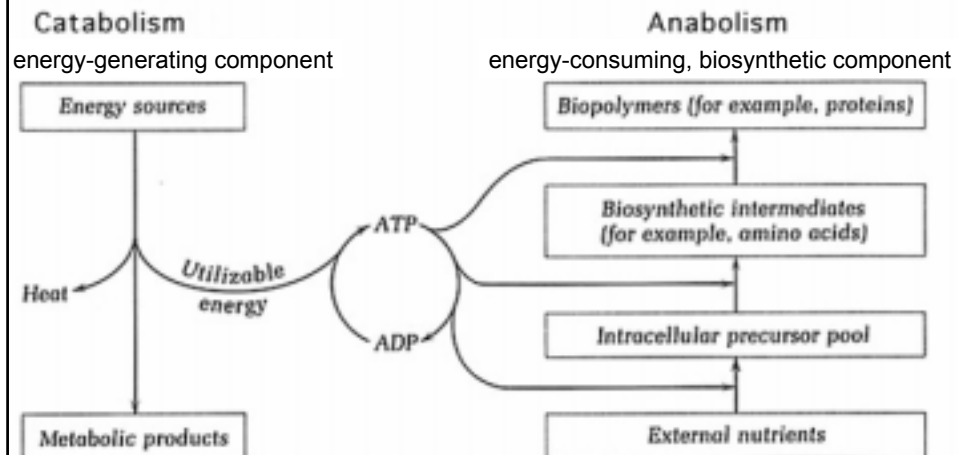 Catabolism
energy-generating component
Energy sources
Heat
Utilizable
energy
Metabolic products
ATP
ADP
Anabolism
energy-consuming, biosynthetic component
Biopolymers (for example, proteins)
Biosynthetic intermediates
(for example, amino acids)
Intracellular precursor pool
External nutrients